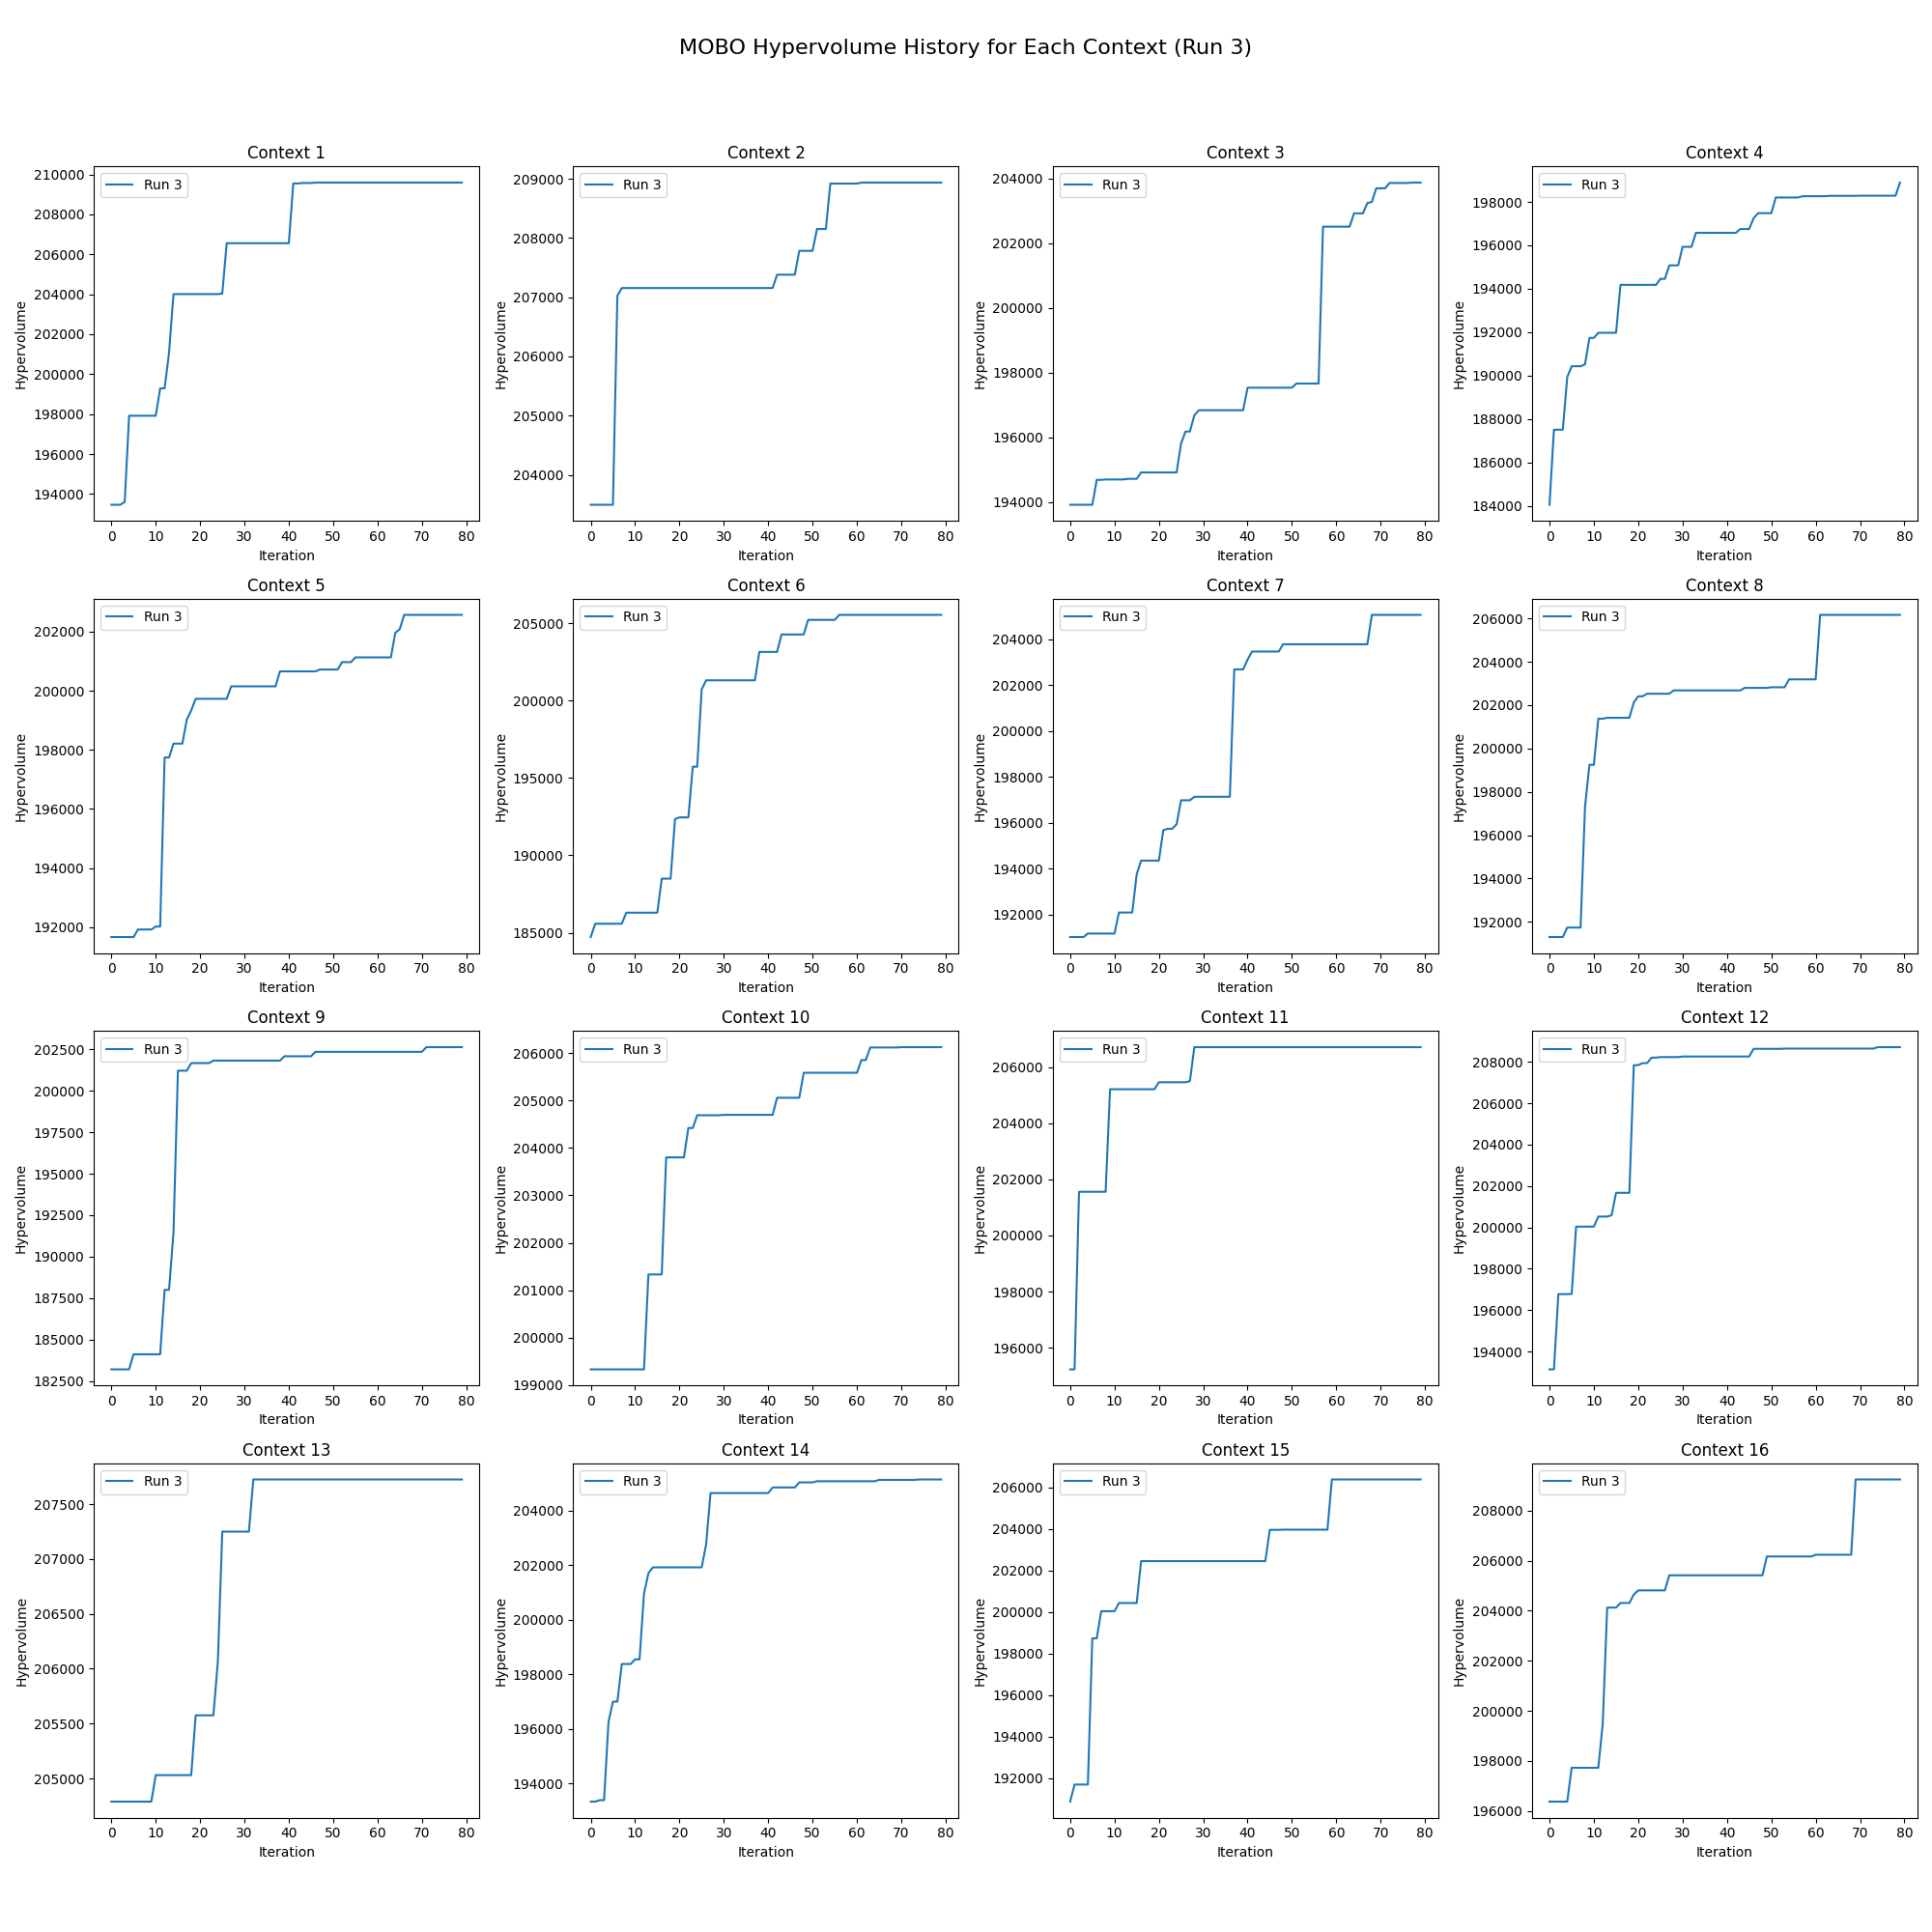 MOBO Hypervolume History for Each Context (Run 3)
Context 1
Run 3
210000
208000
206000
204000
202000
200000
198000
196000
194000
Hypervolume
0 10 20 30 40 50 60 70 80
Iteration
Context 2
Run 3
209000
208000
207000
206000
205000
204000
Hypervolume
0 10 20 30 40 50 60 70 80
Iteration
Context 3
Run 3
204000
202000
200000
198000
196000
194000
Hypervolume
0 10 20 30 40 50 60 70 80
Iteration
Context 4
Run 3
198000
196000
194000
192000
190000
188000
186000
184000
Hypervolume
0 10 20 30 40 50 60 70 80
Iteration
Context 5
Run 3
202000
200000
198000
196000
194000
192000
Hypervolume
0 10 20 30 40 50 60 70 80
Iteration
Context 6
Run 3
205000
200000
195000
190000
185000
Hypervolume
0 10 20 30 40 50 60 70 80
Iteration
Context 7
Run 3
204000
202000
200000
198000
196000
194000
192000
Hypervolume
0 10 20 30 40 50 60 70 80
Iteration
Context 8
Run 3
206000
204000
202000
200000
198000
196000
194000
192000
Hypervolume
0 10 20 30 40 50 60 70 80
Iteration
Context 9
Run 3
202500
200000
197500
195000
192500
190000
187500
185000
182500
Hypervolume
0 10 20 30 40 50 60 70 80
Iteration
Context 10
Run 3
206000
205000
204000
203000
202000
201000
200000
199000
Hypervolume
0 10 20 30 40 50 60 70 80
Iteration
Context 11
Run 3
206000
204000
202000
200000
198000
196000
Hypervolume
0 10 20 30 40 50 60 70 80
Iteration
Context 12
Run 3
208000
206000
204000
202000
200000
198000
196000
194000
Hypervolume
0 10 20 30 40 50 60 70 80
Iteration
Context 13
Run 3
207500
207000
206500
206000
205500
205000
Hypervolume
0 10 20 30 40 50 60 70 80
Iteration
Context 14
Run 3
204000
202000
200000
198000
196000
194000
Hypervolume
0 10 20 30 40 50 60 70 80
Iteration
Context 15
Run 3
206000
204000
202000
200000
198000
196000
194000
192000
Hypervolume
0 10 20 30 40 50 60 70 80
Iteration
Context 16
Run 3
208000
206000
204000
202000
200000
198000
196000
Hypervolume
0 10 20 30 40 50 60 70 80
Iteration